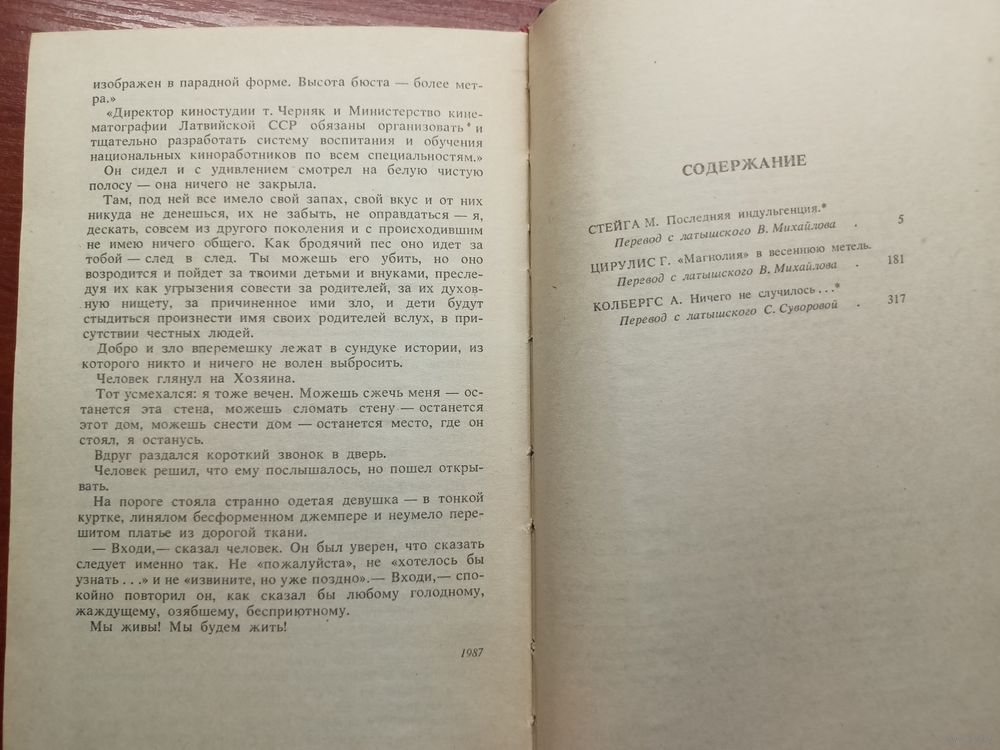 изображен в парадной форме. Высота бюста — более мет-
ра.»
«Директор киностудии т. Черняк и Министерство кине-
матографии Латвийской ССР обязаны организовать и
тщательно разработать систему воспитания и обучения
национальных киноработников по всем специальностям.»
Он сидел и с удивлением смотрел на белую чистую
полосу — она ничего не закрыла.
Там, под ней все имело свой запах, свой вкус и от них
никуда не денешься, их не забыть, не оправдаться — я,
дескать, совсем из другого поколения и с происходившим
не имею ничего общего. Как бродячий пес оно идет за
тобой — след в след. Ты можешь его убить, но оно
возродится и пойдет за твоими детьми и внуками, пресле-
дуя их как угрызения совести за родителей, за их духов-
ную нищету, за причиненное ими зло, и дети будут
стыдиться произнести имя своих родителей вслух, в при-
сутствии честных людей.
Добро и зло вперемешку лежат в сундуке истории, из
которого никто и ничего не волен выбросить.
Человек глянул на Хозяина.
Тот усмехался: я тоже вечен. Можешь сжечь меня — ос-
танется эта стена, можешь сломать стену — останется
этот дом, можешь снести дом — останется место, где он
стоял, я останусь.
Вдруг раздался короткий звонок в дверь.
Человек решил, что ему послышалось, но пошел откры-
вать.
На пороге стояла странно одетая девушка — в тонкой
куртке, линялом бесформенном джемпере и неумело пере-
шитом платье из дорогой ткани.
— Входи,— сказал человек. Он был уверен, что сказать
следует именно так. Не «пожалуйста», не «хотелось бы
узнать ...» и не «извините, но уже поздно».— Входи,— спо-
койно повторил он, как сказал бы любому голодному,
жаждущему, озябшему, бесприютному.
Мы живы! Мы будем жить!
1987
СОДЕРЖАНИЕ
СТЕЙГА М. Последняя индульгенция.*
Перевод с латышского В. Михайлова . 5
ЦИРУЛИС Г. «Магнолия» в весеннюю метель.
Перевод с латышского В. Михайлова . 181
КОЛБЕРГС А. Ничего не случилось ...*
Перевод с латышского С. Суворовой . 317